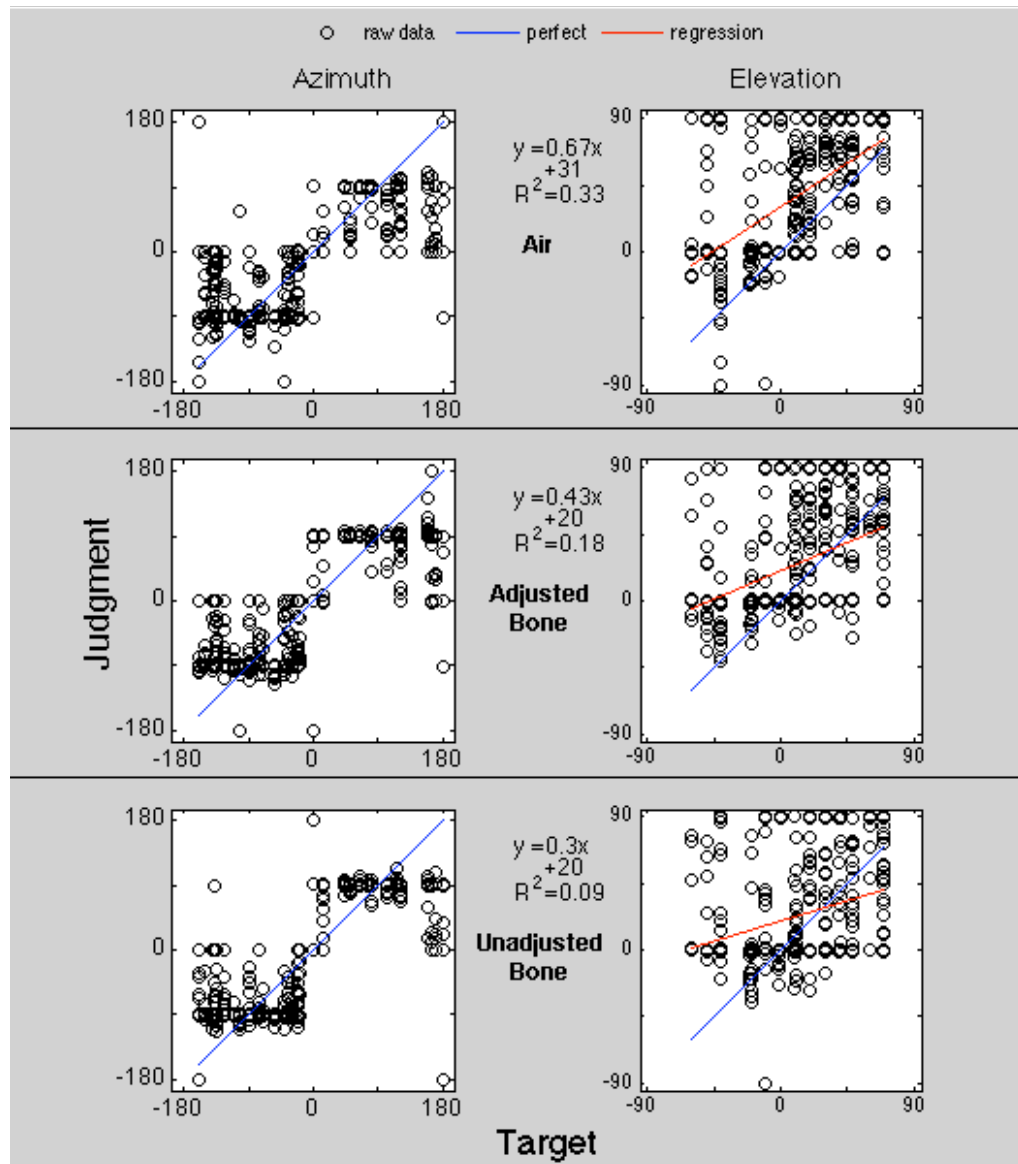 raw data perfect regression
Azimuth Elevation
180
0
-180
-180 0 180
y=0.67x
+31
R²=0.33
Air
90
0
-90
-90 0 90
Judgment
180
0
-180
-180 0 180
y=0.43x
+20
R²=0.18
Adjusted
Bone
90
0
-90
-90 0 90
180
0
-180
-180 0 180
y=0.3x
+20
R²=0.09
Unadjusted
Bone
90
0
-90
-90 0 90
Target